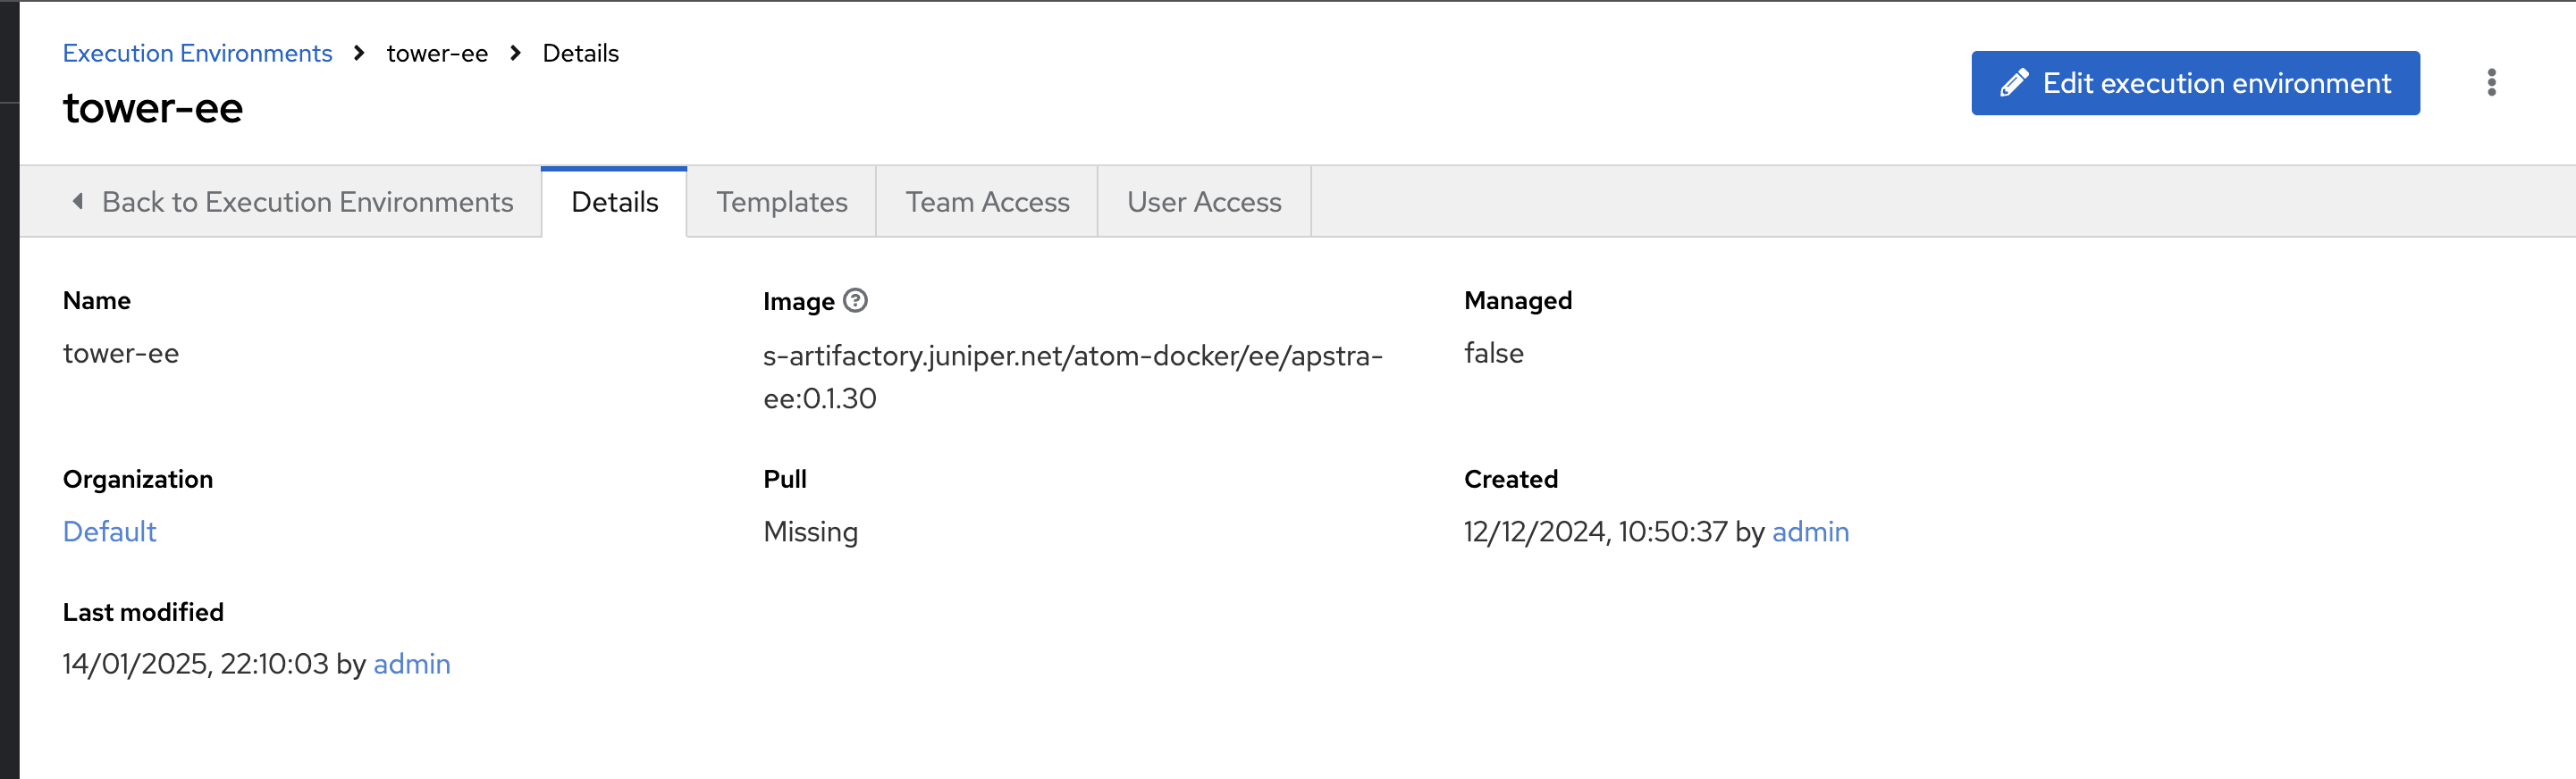 Execution Environments > tower-ee > Details
tower-ee
Edit execution environment
Back to Execution Environments
Details
Templates
Team Access
User Access
Name
tower-ee
Image
s-artifactory.juniper.net/atom-docker/ee/apstra-
ee:0.1.30
Managed
false
Organization
Default
Pull
Missing
Created
12/12/2024, 10:50:37 by admin
Last modified
14/01/2025, 22:10:03 by admin